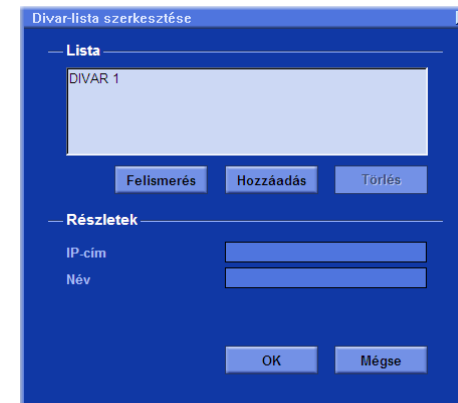 Divar-lista szerkesztése
Lista
DIVAR 1
Felismerés Hozzáadás Törlés
Részletek
IP-cím
Név
OK Mégse